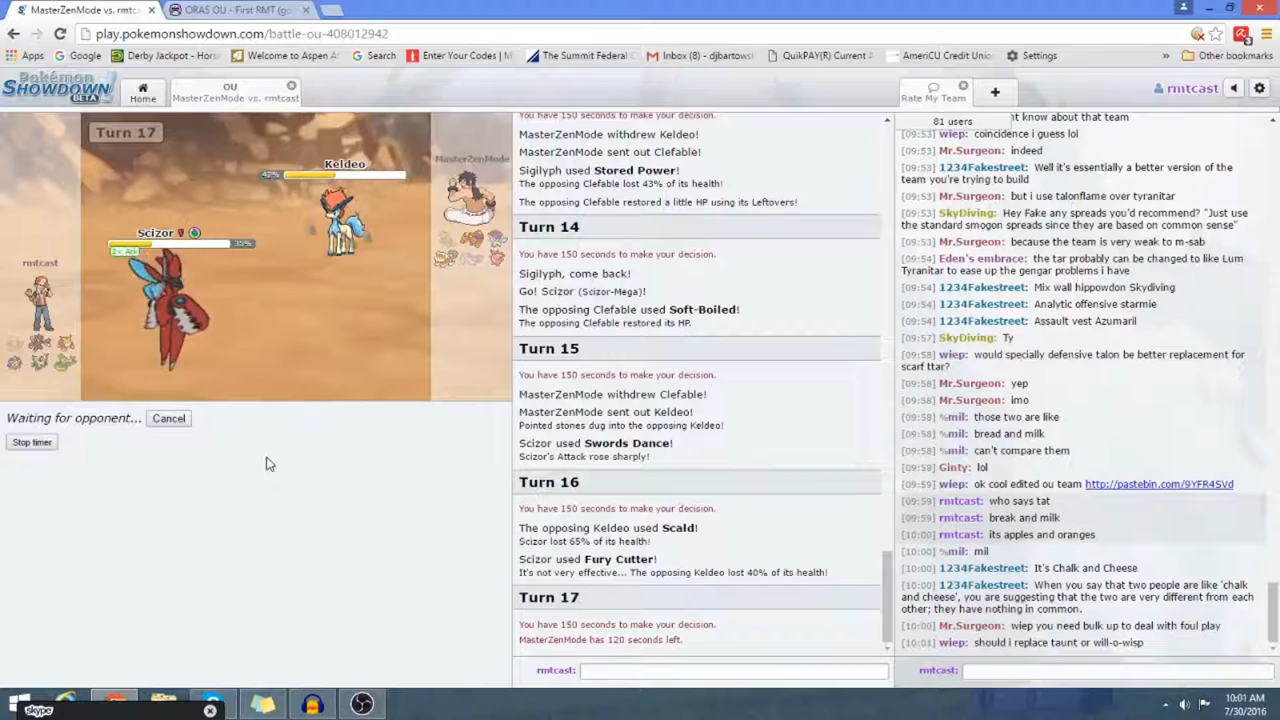 MasterZenMode vs. rmtc
ORAS OU - First RMT (go
play.pokemonshowdown.com/battle-ou-408012942
Apps
Google
Derby Jackpot - Hors
Welcome to Aspen A
Search
Enter Your Codes | M
The Summit Federal
Inbox (8) - djbartows
QuikPAY(R) Current
AmeriCU Credit Unio
Settings
»
Other bookmarks
Pokémon
SHOWDOWN
BETA
Home
OU
MasterZenMode vs. rmtcast
Rate My Team
+
rmtcast
Turn 17
Keldeo
42%
Scizor
35%
2× Atk
rmtcast
MasterZenMode
Waiting for opponent...
Cancel
Stop timer
You have 150 seconds to make your decision.
MasterZenMode withdrew Keldeo!
MasterZenMode sent out Clefable!
Sigilyph used Stored Power!
The opposing Clefable lost 43% of its health!
The opposing Clefable restored a little HP using its Leftovers!
Turn 14
You have 150 seconds to make your decision.
Sigilyph, come back!
Go! Scizor (Scizor-Mega)!
The opposing Clefable used Soft-Boiled!
The opposing Clefable restored its HP.
Turn 15
You have 150 seconds to make your decision.
MasterZenMode withdrew Clefable!
MasterZenMode sent out Keldeo!
Pointed stones dug into the opposing Keldeo!
Scizor used Swords Dance!
Scizor's Attack rose sharply!
Turn 16
You have 150 seconds to make your decision.
The opposing Keldeo used Scald!
Scizor lost 65% of its health!
Scizor used Fury Cutter!
It's not very effective... The opposing Keldeo lost 40% of its health!
Turn 17
You have 150 seconds to make your decision.
MasterZenMode has 120 seconds left.
rmtcast:
81 users
t know about that team
[09:53] wiep: coincidence i guess lol
[09:53] Mr.Surgeon: indeed
[09:53] 1234Fakestreet: Well it's essentially a better version of the
team you're trying to build
[09:53] Mr.Surgeon: but i use talonflame over tyranitar
[09:53] SkyDiving: Hey Fake any spreads you'd recommend? "Just use
the standard smogon spreads since they are based on common sense"
[09:53] Mr.Surgeon: because the team is very weak to m-sab
[09:54] Eden's embrace: the tar probably can be changed to like Lum
Tyranitar to ease up the gengar problems i have
[09:54] 1234Fakestreet: Mix wall hippowdon Skydiving
[09:54] 1234Fakestreet: Analytic offensive starmie
[09:54] 1234Fakestreet: Assault vest Azumaril
[09:57] SkyDiving: Ty
[09:58] wiep: would specially defensive talon be better replacement for
scarf ttar?
[09:58] Mr.Surgeon: yep
[09:58] Mr.Surgeon: imo
[09:58] %mil: those two are like
[09:58] %mil: bread and milk
[09:58] %mil: can't compare them
[09:59] Ginty: lol
[09:59] wiep: ok cool edited ou team http://pastebin.com/9YFR4SVd
[09:59] rmtcast: who says tat
[09:59] rmtcast: break and milk
[10:00] rmtcast: its apples and oranges
[10:00] %mil: mil
[10:00] 1234Fakestreet: It's Chalk and Cheese
[10:00] 1234Fakestreet: When you say that two people are like 'chalk
and cheese', you are suggesting that the two are very different from each
other; they have nothing in common.
[10:00] Mr.Surgeon: wiep you need bulk up to deal with foul play
[10:01] wiep: should i replace taunt or will-o-wisp
rmtcast:
skype
10:01 AM
7/30/2016